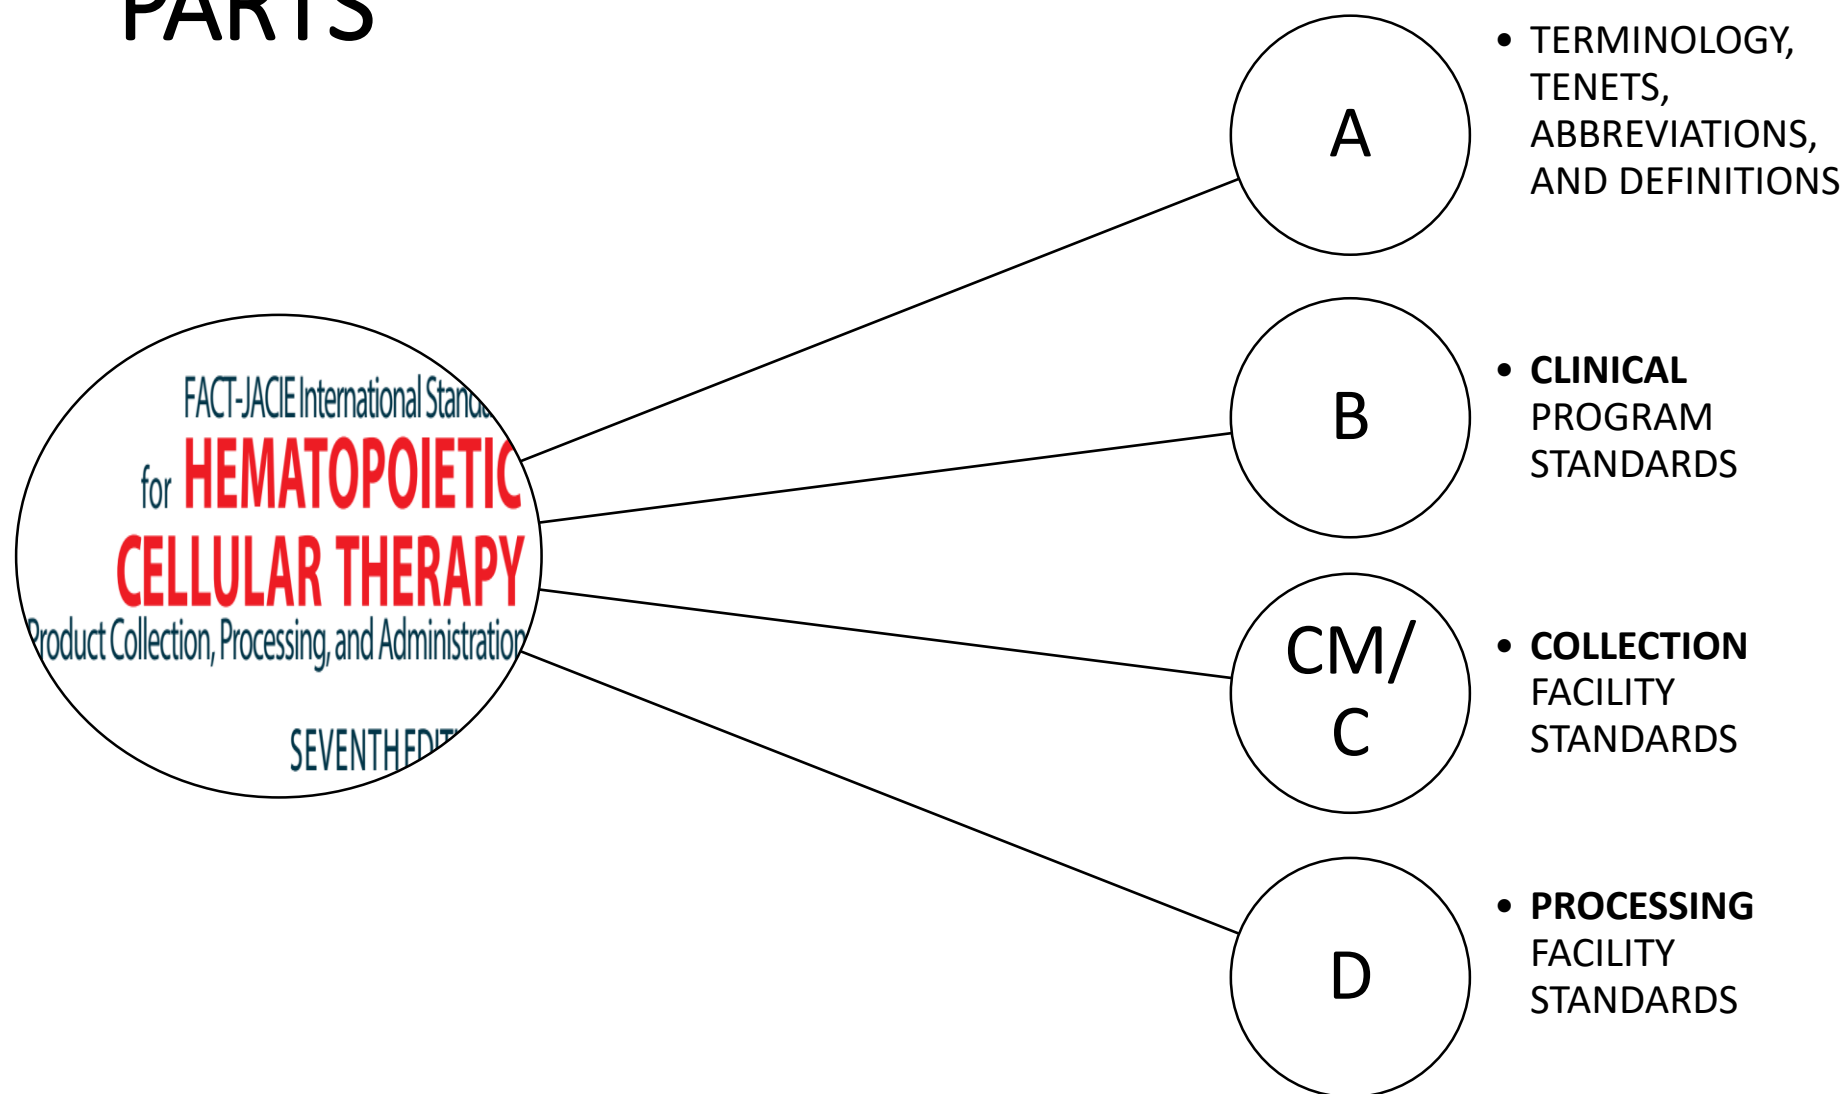 PARTS
FACT-JACIE International
for HEMATOPOIETIC
CELLULAR THERAPY
Product Collection, Processing, and Administration
SEVENTH
A
• TERMINOLOGY,
TENETS,
ABBREVIATIONS,
AND DEFINITIONS
B
• CLINICAL
PROGRAM
STANDARDS
CM/
C
• COLLECTION
FACILITY
STANDARDS
D
• PROCESSING
FACILITY
STANDARDS